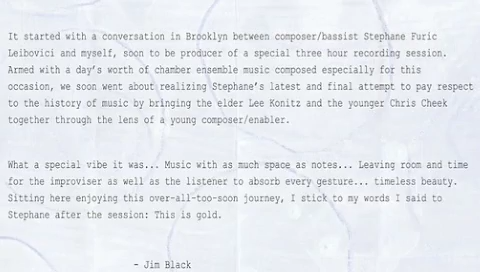 It started with a conversation in Brooklyn between composer/bassist Stephane Furic
Leibovici and myself, soon to be producer of a special three hour recording session.
Armed with a day's worth of chamber ensemble music composed especially for this
occasion, we soon went about realizing Stephane's latest and final attempt to pay respect
to the history of music by bringing the elder Lee Konitz and the younger Chris Cheek
together through the lens of a young composer/enabler.
What a special vibe it was... Music with as much space as notes... Leaving room and time
for the improviser as well as the listener to absorb every gesture... timeless beauty.
Sitting here enjoying this over-all-too-soon journey, I stick to my words I said to
Stephane after the session: This is gold.
- Jim Black